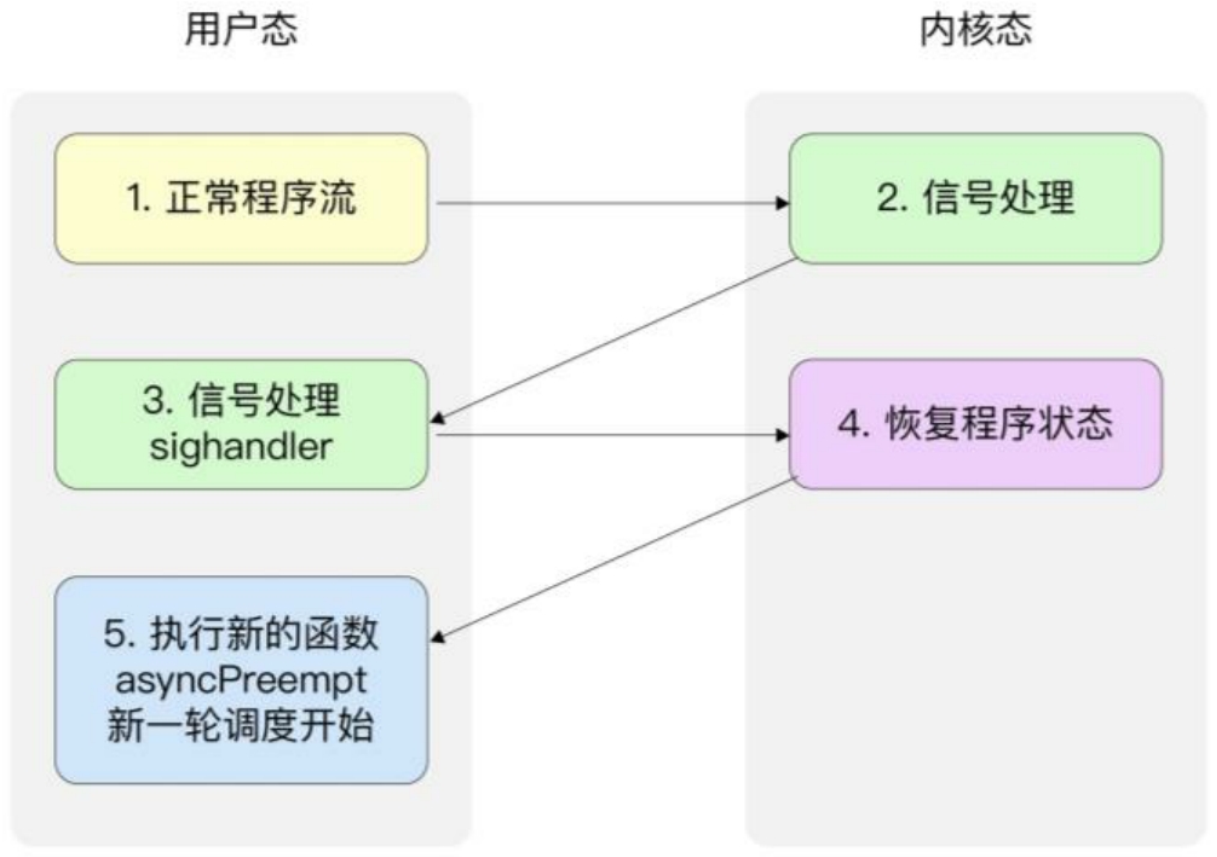 用户态
内核态
1. 正常程序流
2. 信号处理
3. 信号处理
sighandler
4. 恢复程序状态
5. 执行新的函数
asyncPreempt
新一轮调度开始